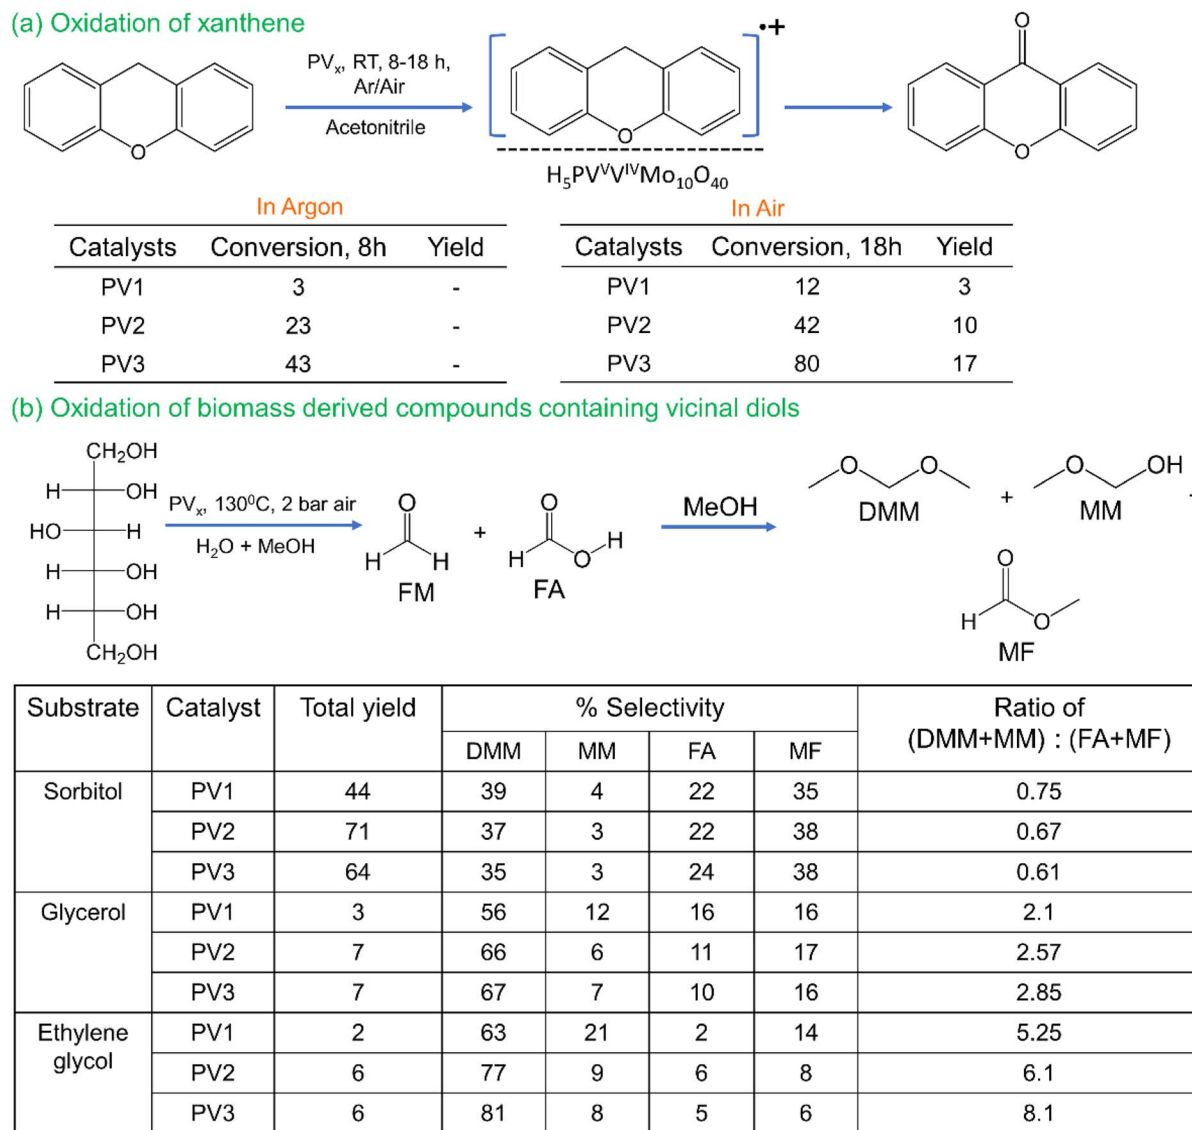 (a) Oxidation of xanthene
PVₓ, RT, 8-18 h,
Ar/Air
Acetonitrile
O
•+
O
H₅PVⱽVᴵⱽMo₁₀O₄₀
O
O
In Argon
Catalysts Conversion, 8h Yield
PV1 3 -
PV2 23 -
PV3 43 -
In Air
Catalysts Conversion, 18h Yield
PV1 12 3
PV2 42 10
PV3 80 17
(b) Oxidation of biomass derived compounds containing vicinal diols
CH₂OH
H OH
HO H
H OH
H OH
CH₂OH
PVₓ, 130⁰C, 2 bar air
H₂O + MeOH
O
H H
FM
+
O
H O H
FA
MeOH
O O
DMM
+
O OH
MM
+
O
H O
MF
Substrate Catalyst Total yield % Selectivity Ratio of
(DMM+MM) : (FA+MF)
DMM MM FA MF
Sorbitol PV1 44 39 4 22 35 0.75
PV2 71 37 3 22 38 0.67
PV3 64 35 3 24 38 0.61
Glycerol PV1 3 56 12 16 16 2.1
PV2 7 66 6 11 17 2.57
PV3 7 67 7 10 16 2.85
Ethylene
glycol PV1 2 63 21 2 14 5.25
PV2 6 77 9 6 8 6.1
PV3 6 81 8 5 6 8.1